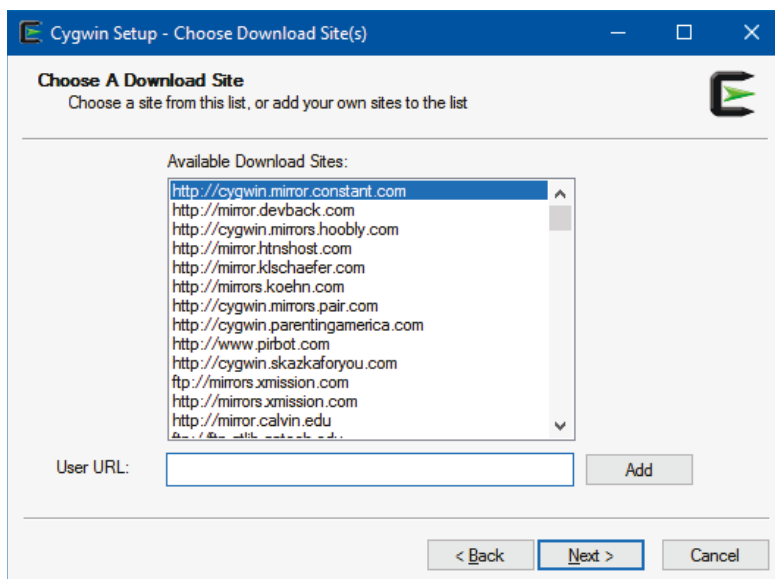 Cygwin Setup - Choose Download Site(s)
Choose A Download Site
Choose a site from this list, or add your own sites to the list
Available Download Sites:
http://cygwin.mirror.constant.com
http://mirror.devback.com
http://cygwin.mirrors.hoobly.com
http://mirror.htnshost.com
http://mirror.klschaefer.com
http://mirrors.koehn.com
http://cygwin.mirrors.pair.com
http://cygwin.parentingamerica.com
http://www.pirbot.com
http://cygwin.skazkaforyou.com
ftp://mirrors.xmission.com
http://mirrors.xmission.com
http://mirror.calvin.edu
User URL:
Add
< Back
Next >
Cancel